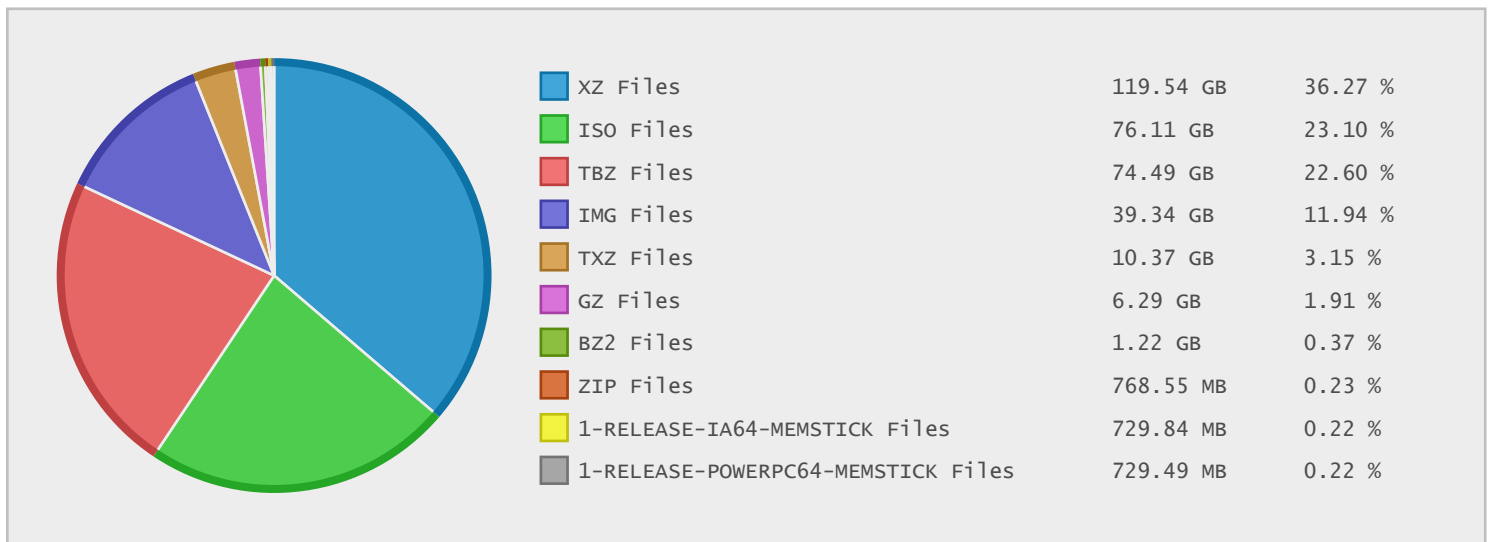 XZ Files 119.54 GB 36.27 %
ISO Files 76.11 GB 23.10 %
TBZ Files 74.49 GB 22.60 %
IMG Files 39.34 GB 11.94 %
TXZ Files 10.37 GB 3.15 %
GZ Files 6.29 GB 1.91 %
BZ2 Files 1.22 GB 0.37 %
ZIP Files 768.55 MB 0.23 %
1-RELEASE-IA64-MEMSTICK Files 729.84 MB 0.22 %
1-RELEASE-POWERPC64-MEMSTICK Files 729.49 MB 0.22 %